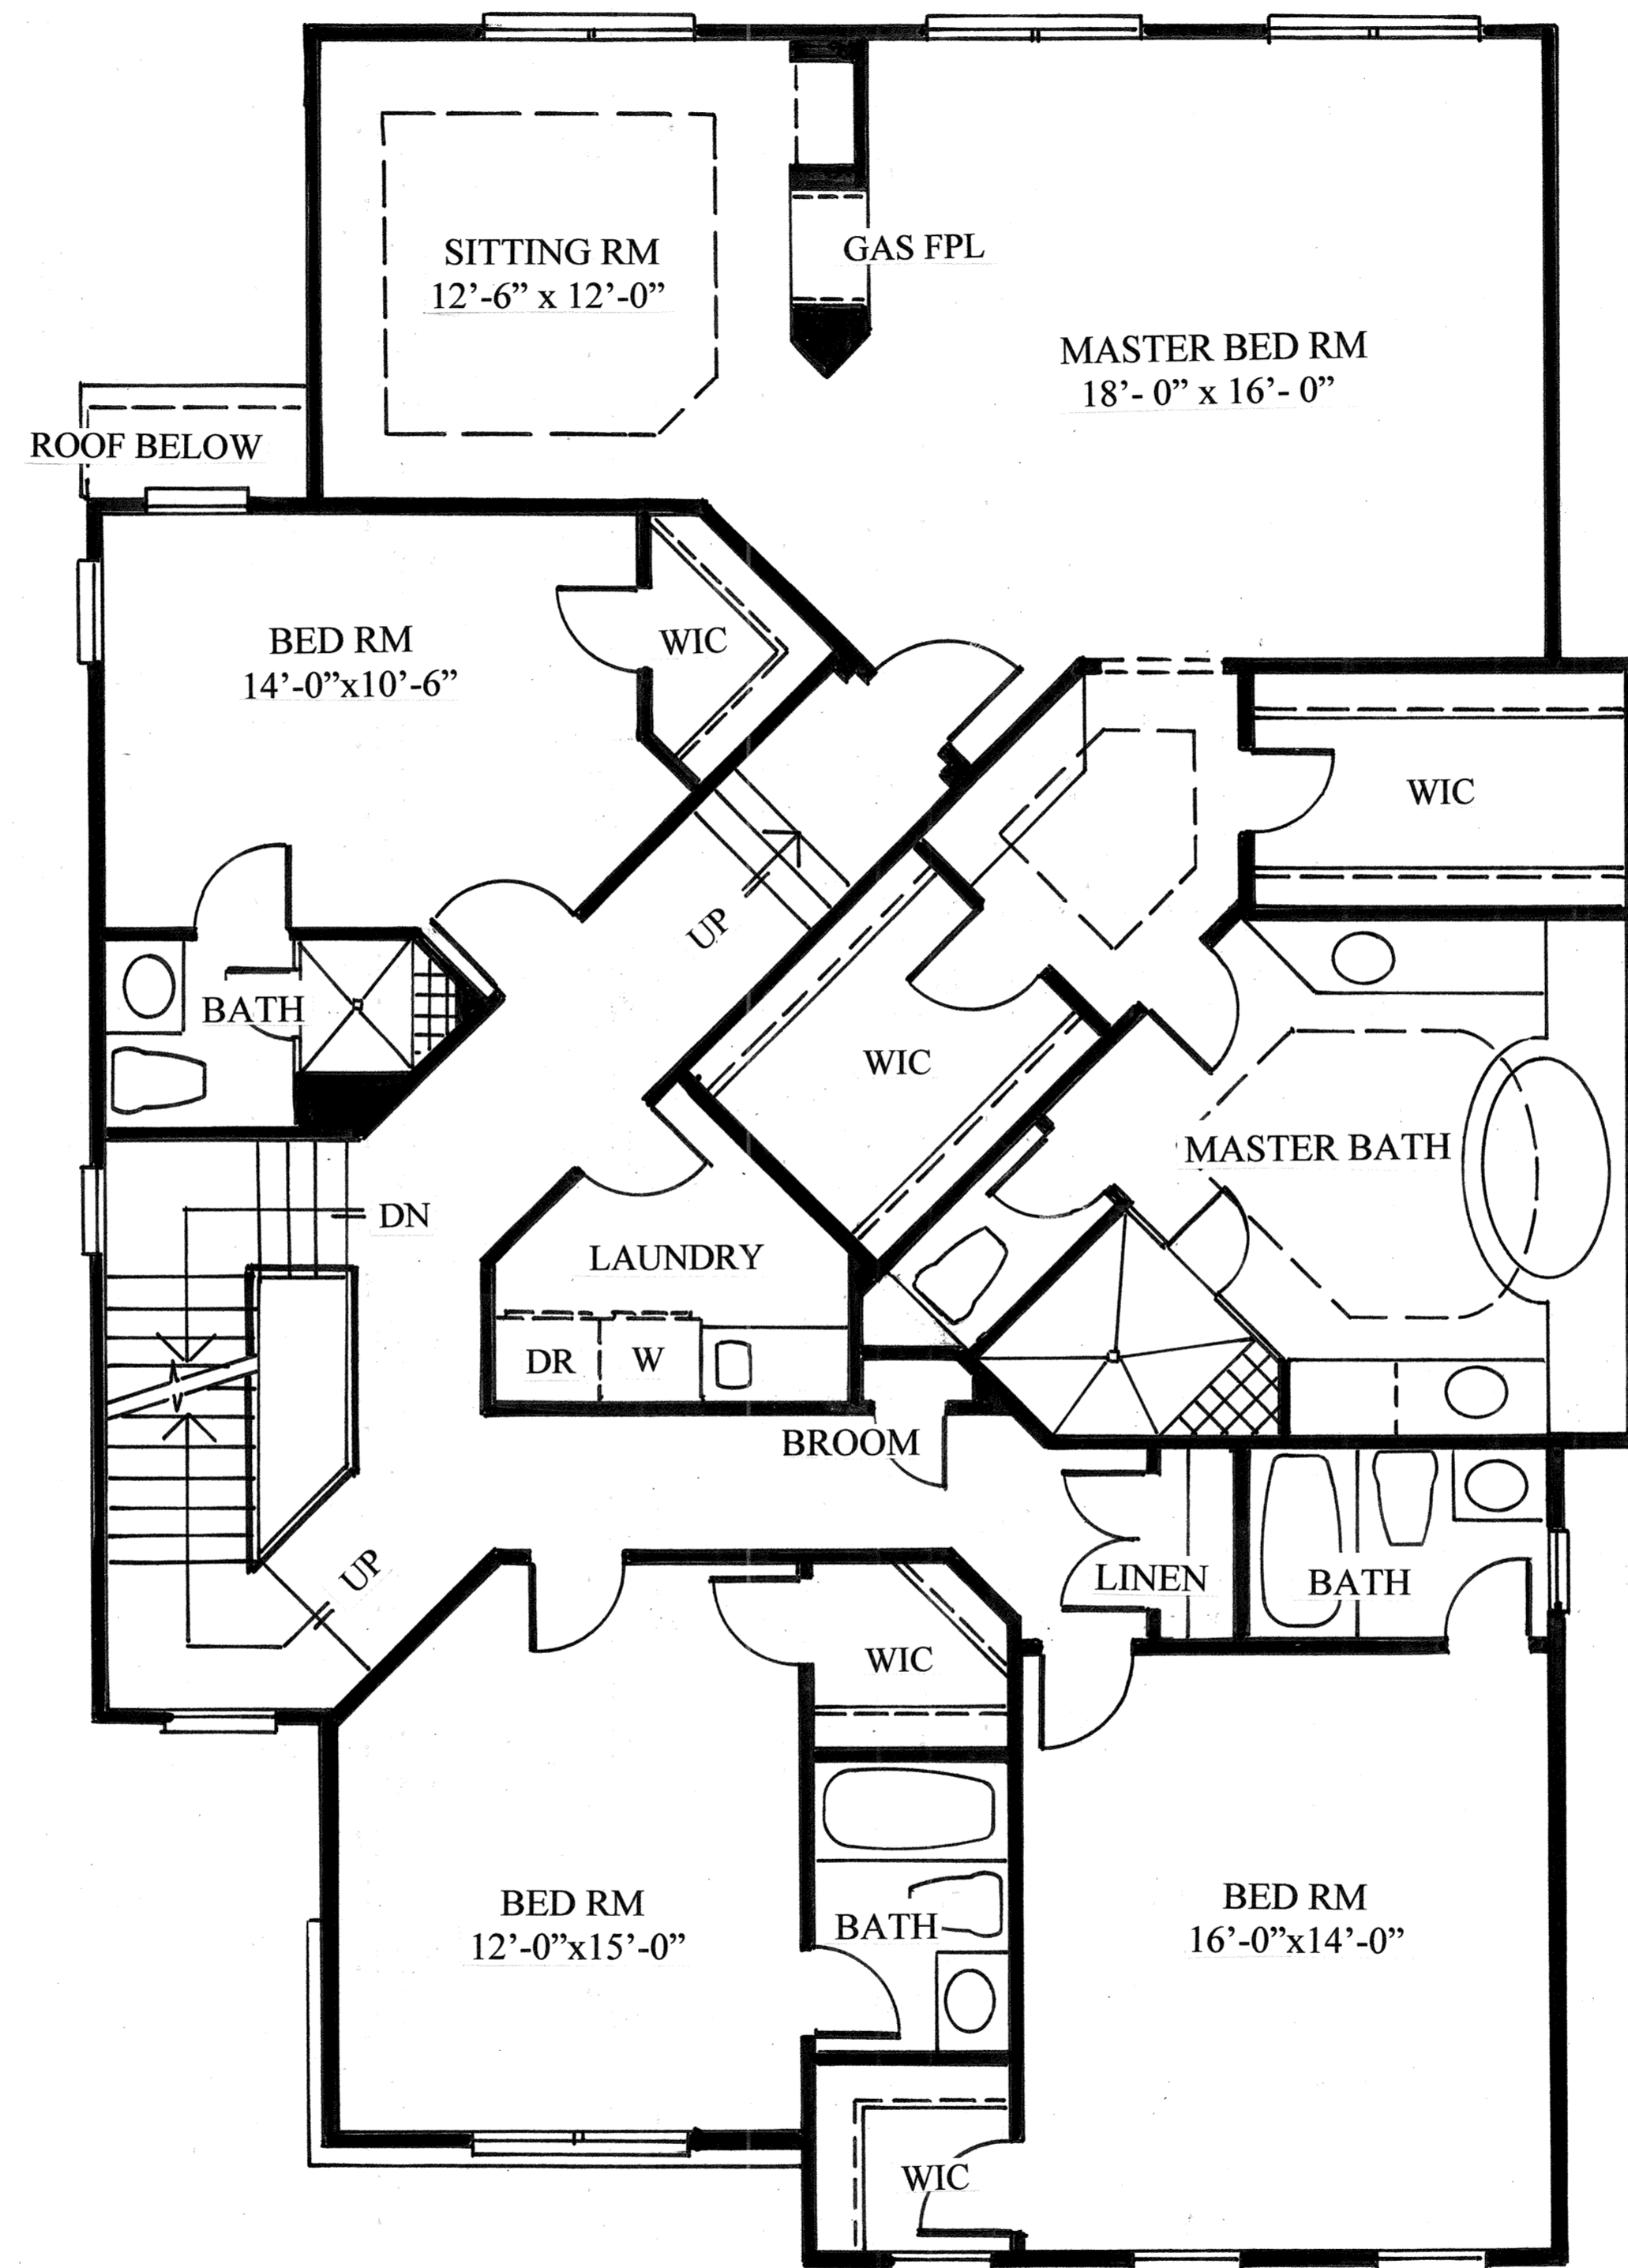 SITTING RM
12’-6” x 12’-0”
GAS FPL
MASTER BED RM
18’- 0” x 16’- 0”
ROOF BELOW
BED RM
14’-0”x10’-6”
WIC
WIC
UP
BATH
WIC
MASTER BATH
DN
LAUNDRY
DR
W
BROOM
UP
LINEN
BATH
WIC
BED RM
12’-0”x15’-0”
BATH
BED RM
16’-0”x14’-0”
WIC